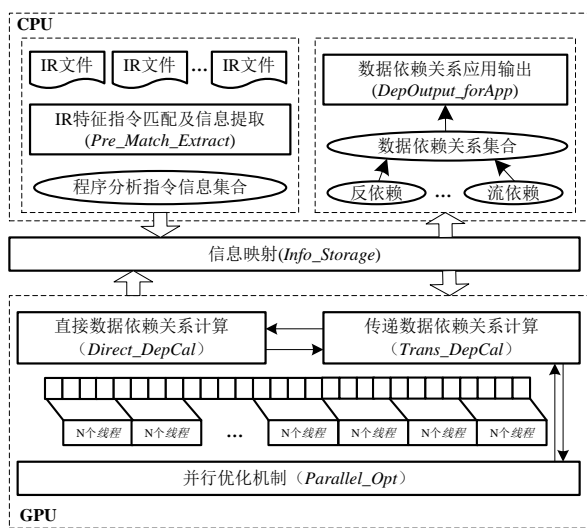 CPU
IR文件 IR文件 … IR文件
IR特征指令匹配及信息提取
(Pre_Match_Extract)
程序分析指令信息集合
数据依赖关系应用输出
(DepOutput_forApp)
数据依赖关系集合
反依赖 … 流依赖
信息映射(Info_Storage)
直接数据依赖关系计算
（Direct_DepCal）
传递数据依赖关系计算
（Trans_DepCal）
N个线程 N个线程 … N个线程 N个线程 N个线程 N个线程
并行优化机制（Parallel_Opt）
GPU